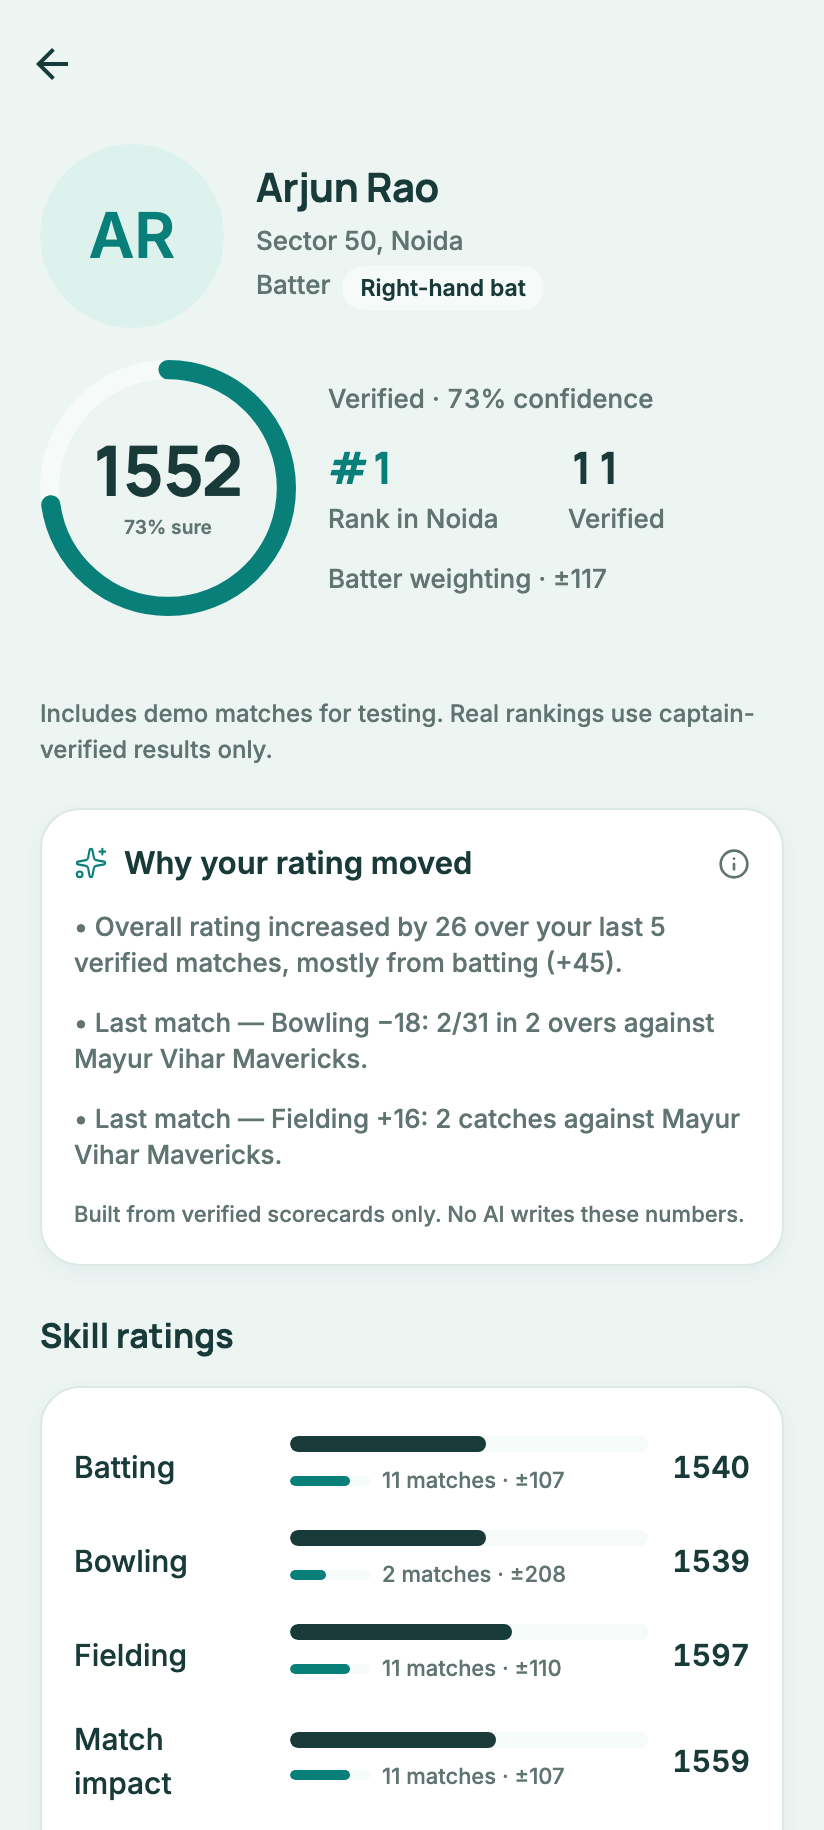 AR
Arjun Rao
Sector 50, Noida
Batter Right-hand bat
1552
73% sure
Verified · 73% confidence
#1 11
Rank in Noida Verified
Batter weighting · ±117
Includes demo matches for testing. Real rankings use captain-
verified results only.
Why your rating moved
• Overall rating increased by 26 over your last 5
verified matches, mostly from batting (+45).
• Last match — Bowling −18: 2/31 in 2 overs against
Mayur Vihar Mavericks.
• Last match — Fielding +16: 2 catches against Mayur
Vihar Mavericks.
Built from verified scorecards only. No AI writes these numbers.
Skill ratings
Batting 11 matches · ±107 1540
Bowling 2 matches · ±208 1539
Fielding 11 matches · ±110 1597
Match
impact 11 matches · ±107 1559